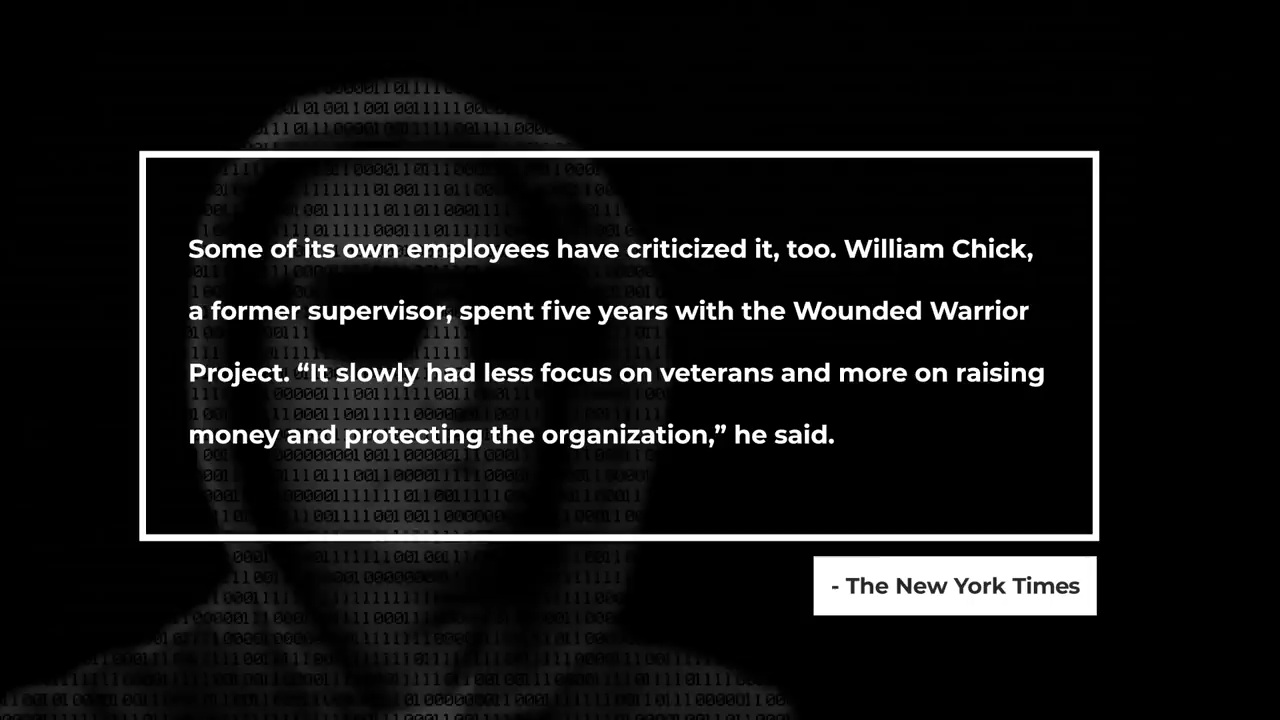 Some of its own employees have criticized it, too. William Chick,
a former supervisor, spent five years with the Wounded Warrior
Project. “It slowly had less focus on veterans and more on raising
money and protecting the organization,” he said.
- The New York Times